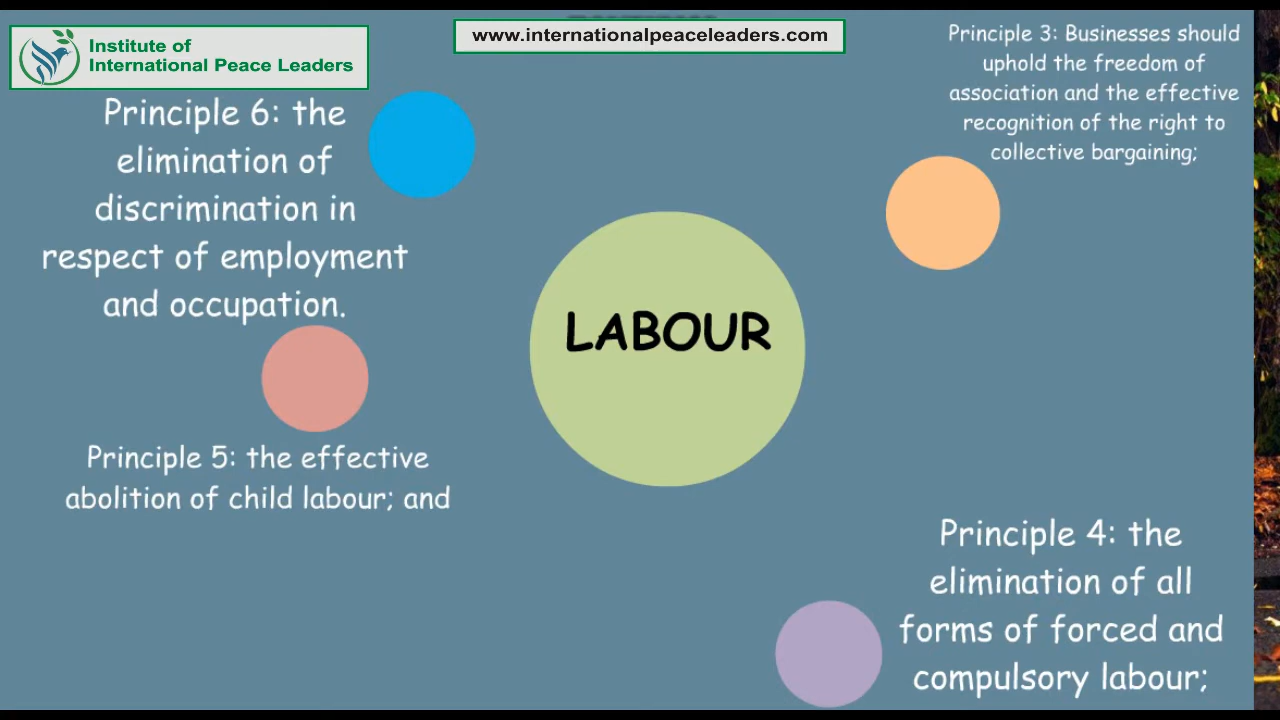 Institute of
International Peace Leaders
www.internationalpeaceleaders.com
Principle 3: Businesses should
uphold the freedom of
association and the effective
recognition of the right to
collective bargaining;
Principle 6: the
elimination of
discrimination in
respect of employment
and occupation.
LABOUR
Principle 5: the effective
abolition of child labour; and
Principle 4: the
elimination of all
forms of forced and
compulsory labour;